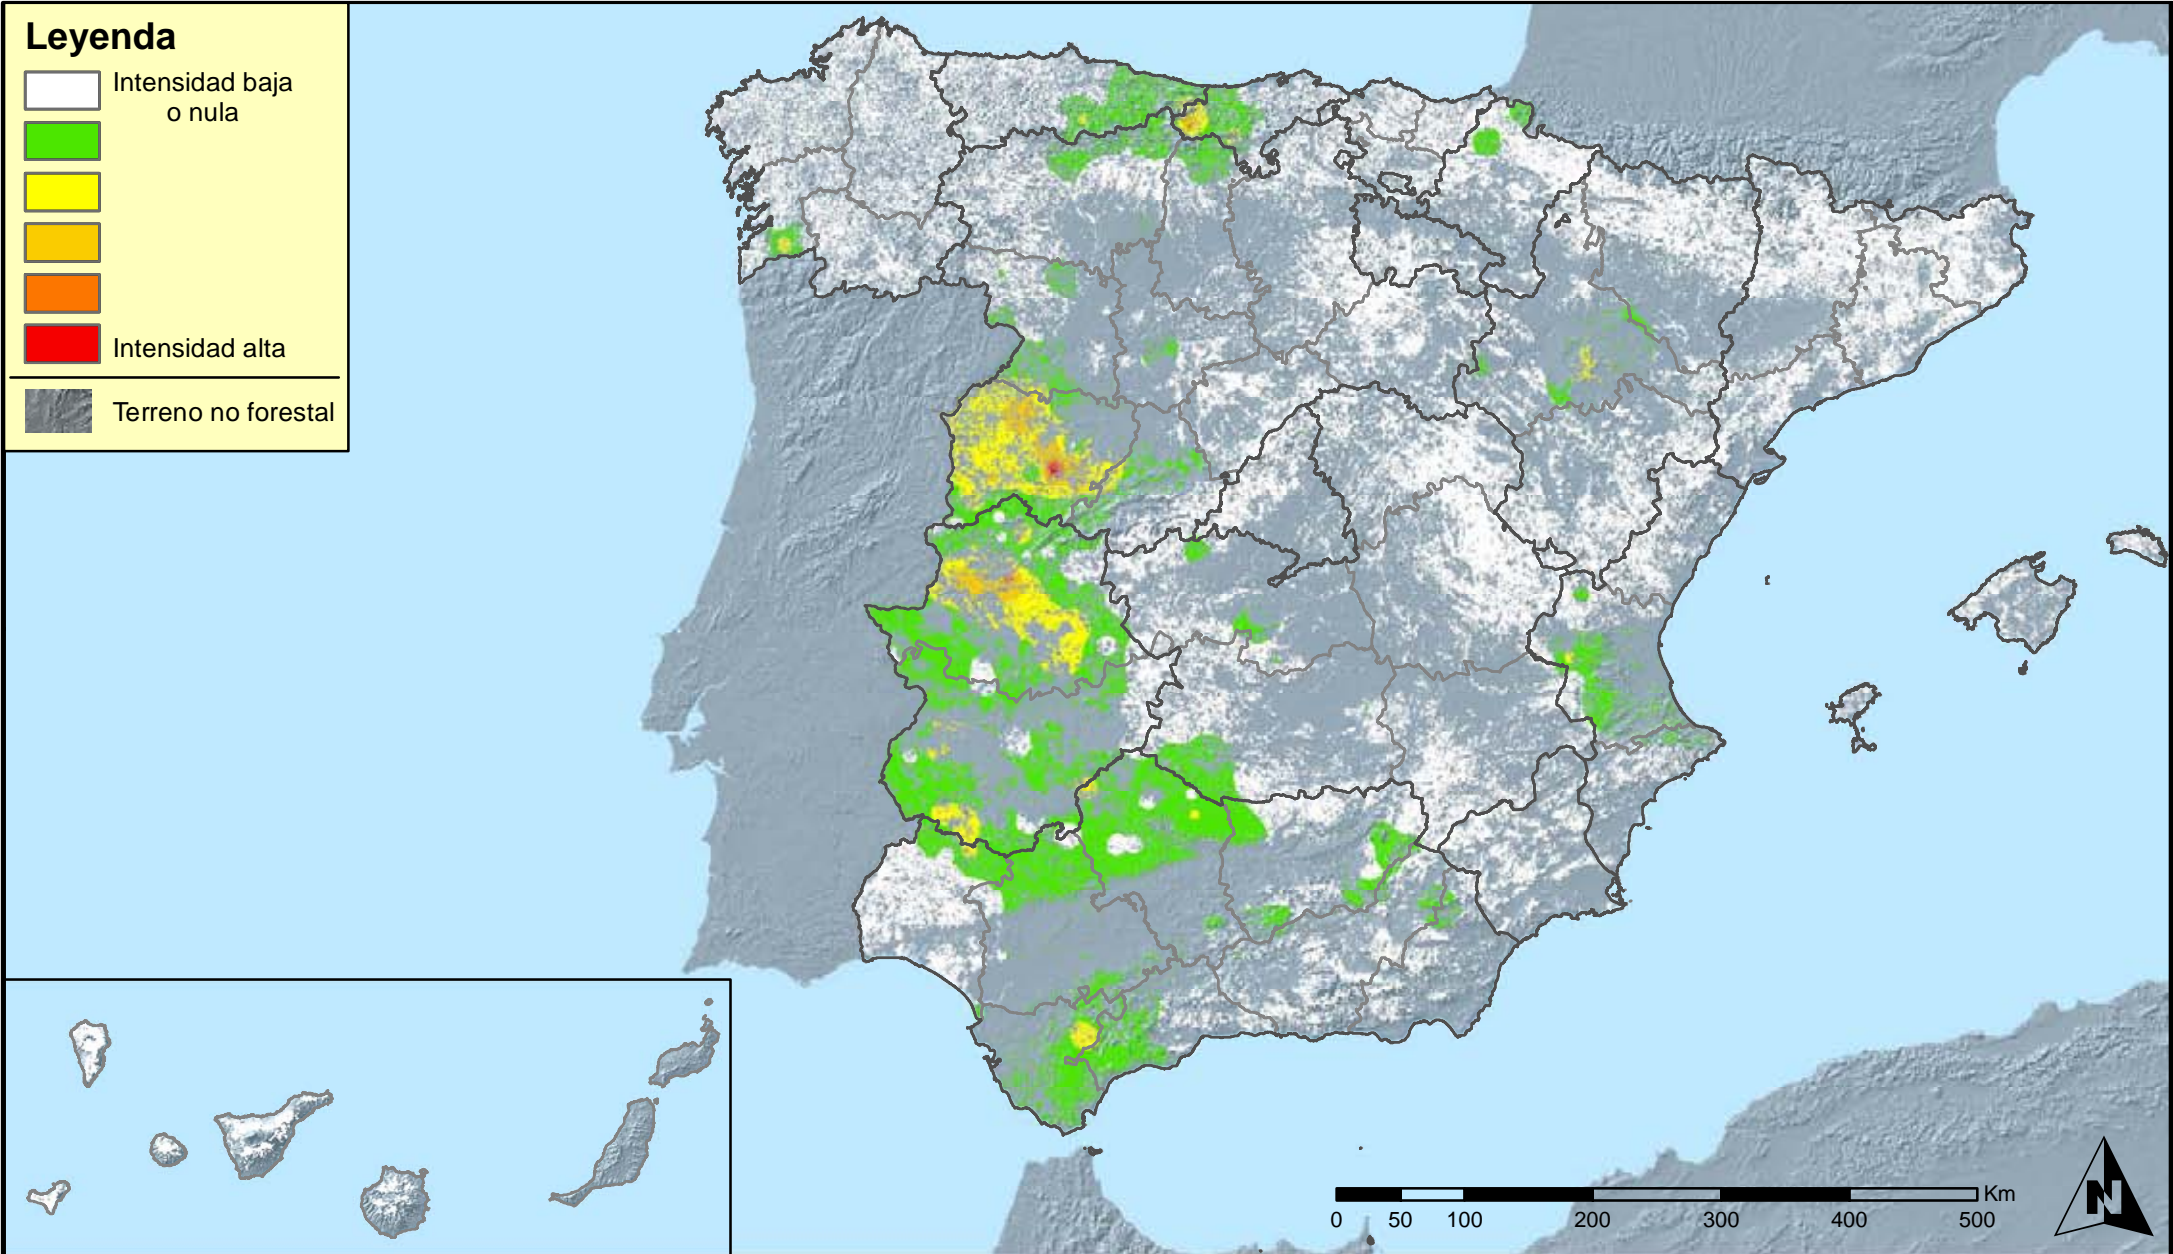 Leyenda
Intensidad baja
o nula
Intensidad alta
Terreno no forestal
Km
0 50 100 200 300 400 500
N